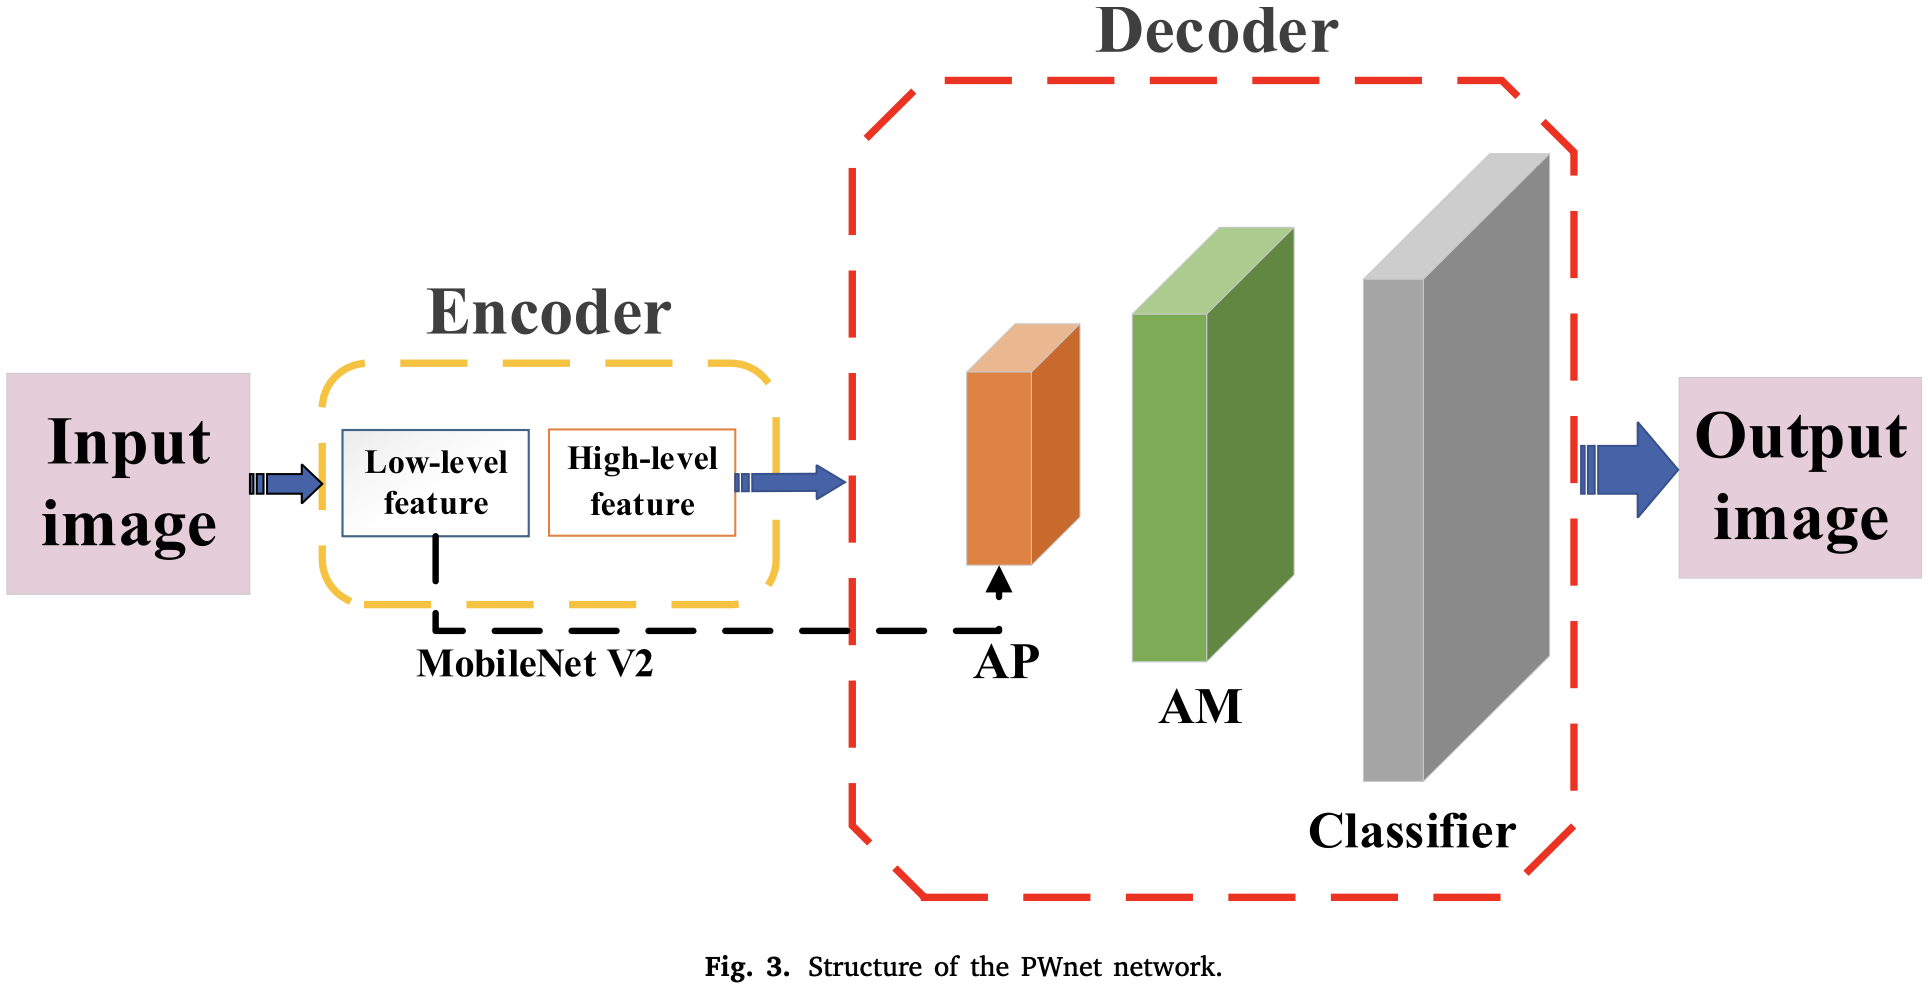 Decoder
Encoder
Input
image
Low-level
feature
High-level
feature
MobileNet V2
AP
AM
Classifier
Output
image
Fig. 3. Structure of the PWnet network.